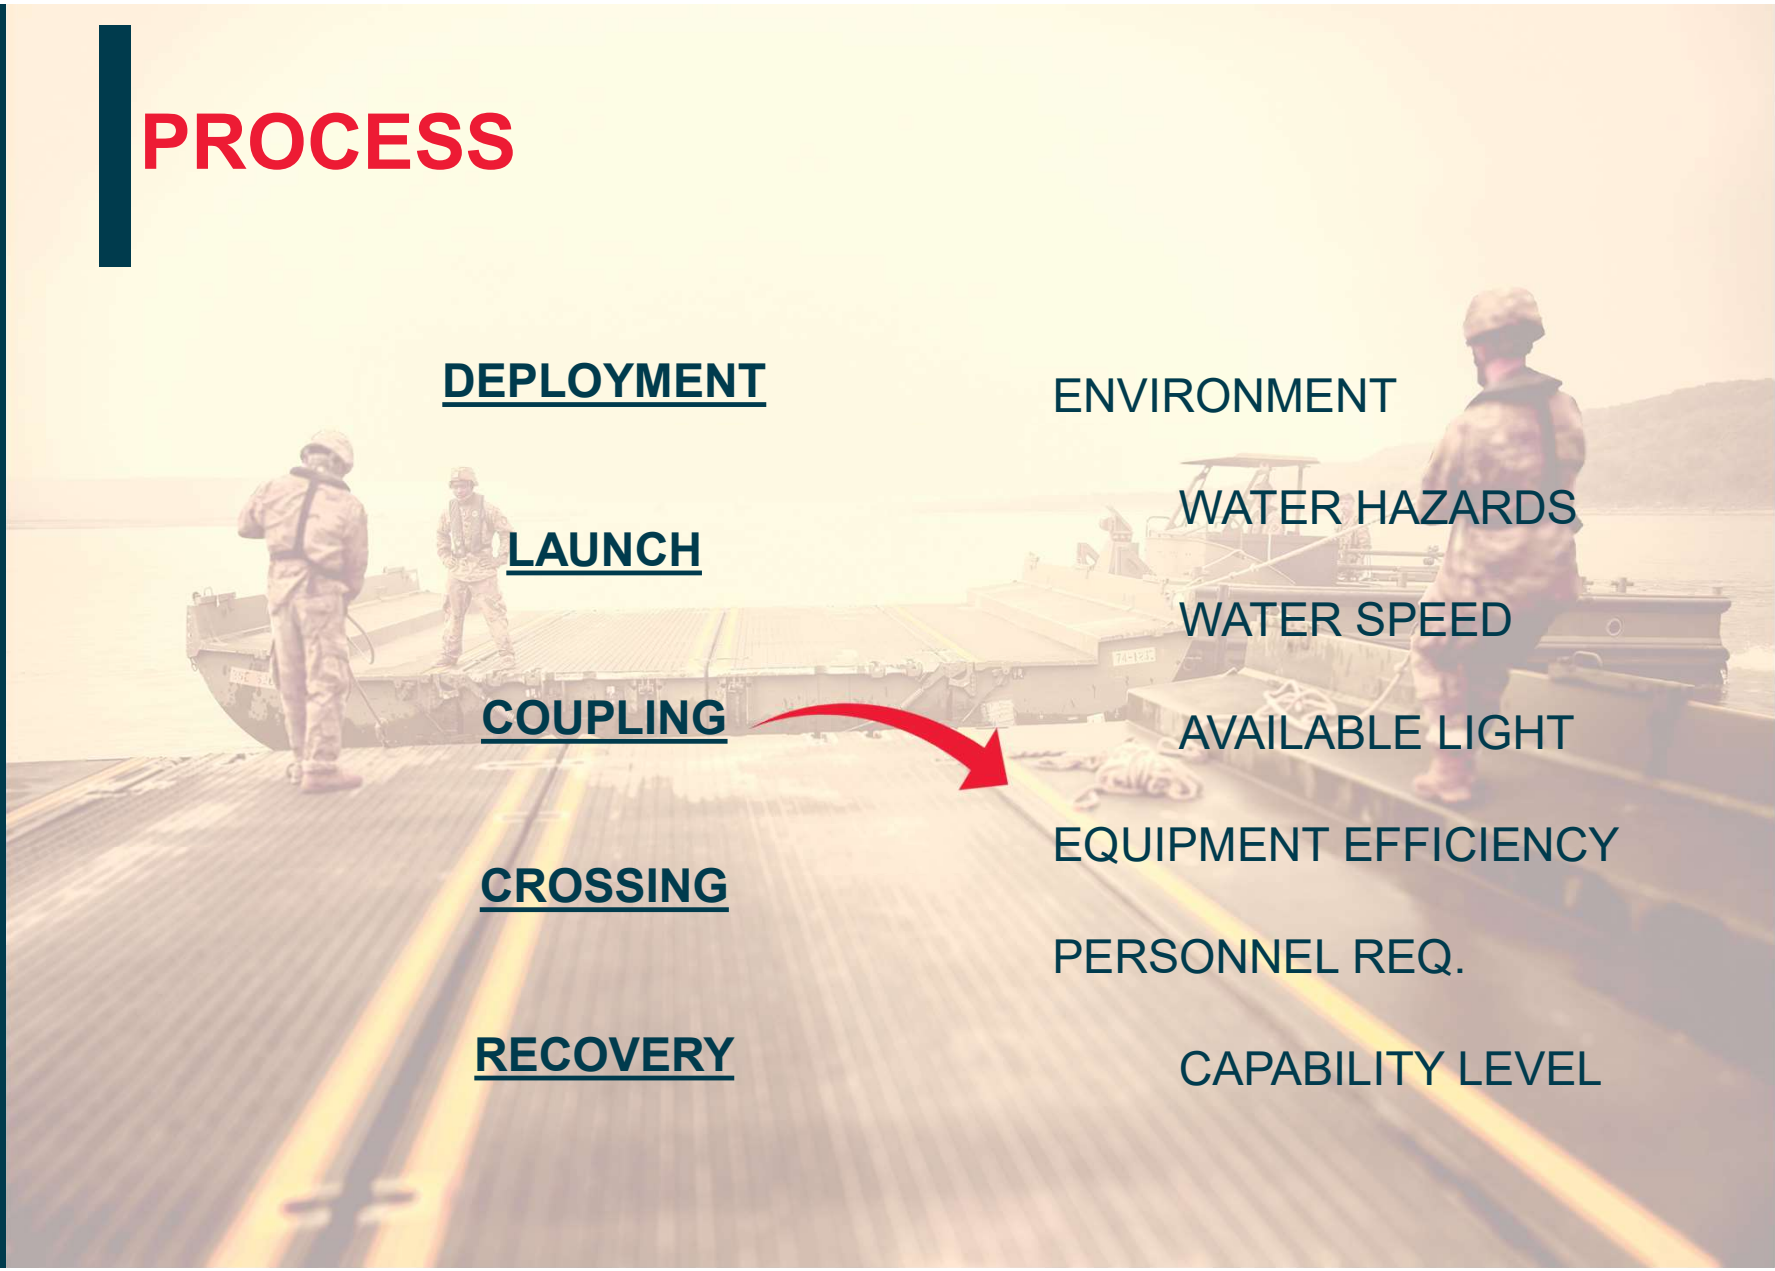 PROCESS
DEPLOYMENT
LAUNCH
COUPLING
CROSSING
RECOVERY
ENVIRONMENT
WATER HAZARDS
WATER SPEED
AVAILABLE LIGHT
EQUIPMENT EFFICIENCY
PERSONNEL REQ.
CAPABILITY LEVEL